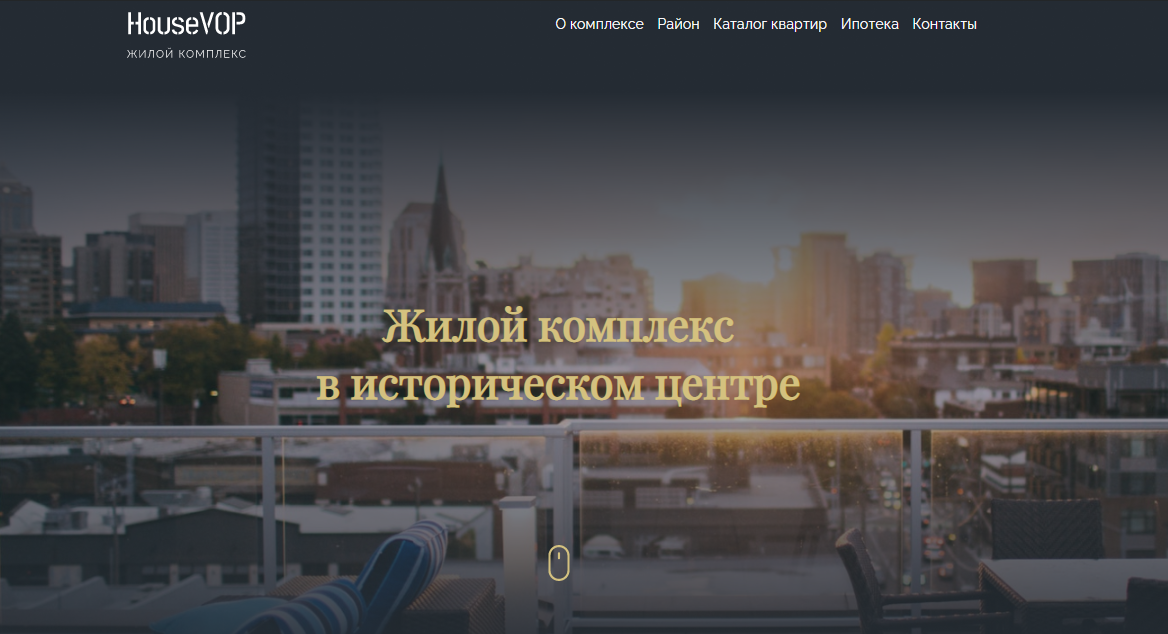 HouseVOP
ЖИЛОЙ КОМПЛЕКС
О комплексе Район Каталог квартир Ипотека Контакты
Жилой комплекс
в историческом центре